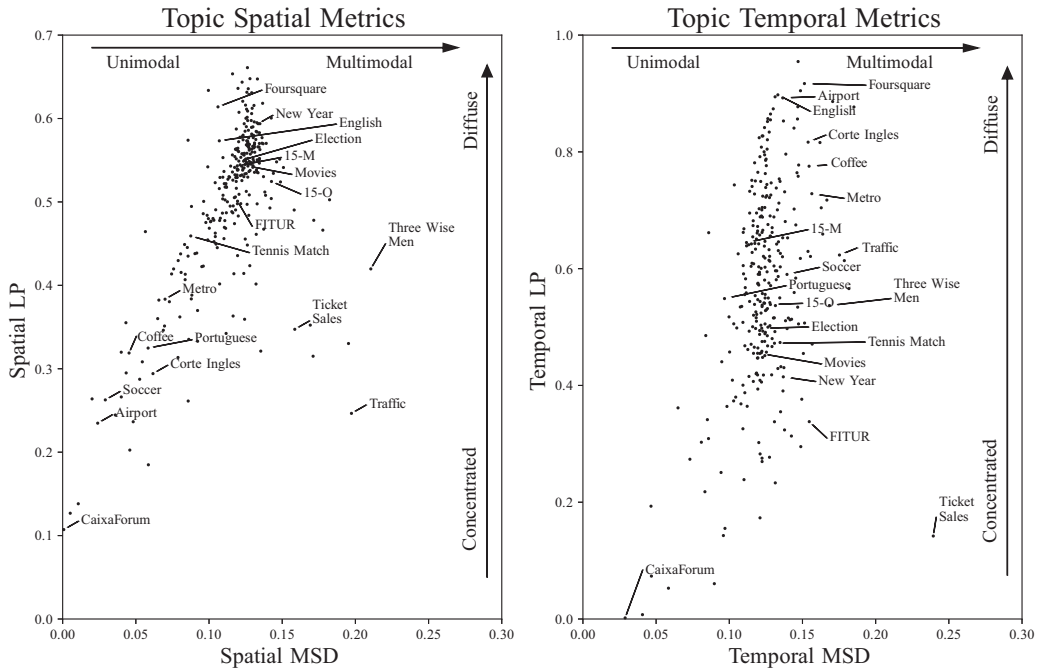 Topic Spatial Metrics
0.7
0.6
0.5
0.4
0.3
0.2
0.1
0.0
Spatial LP
Unimodal
Multimodal
Diffuse
Concentrated
Foursquare
New Year
English
Election
15-M
Movies
15-O
FITUR
Three Wise
Men
Tennis Match
Metro
Ticket
Sales
Coffee
Portuguese
Corte Ingles
Soccer
Traffic
Airport
CaixaForum
0.00
0.05
0.10
0.15
0.20
0.25
0.30
Spatial MSD
Topic Temporal Metrics
1.0
0.8
0.6
0.4
0.2
0.0
Temporal LP
Unimodal
Multimodal
Diffuse
Concentrated
Foursquare
Airport
English
Corte Ingles
Coffee
Metro
15-M
Traffic
Soccer
Portuguese
Three Wise
Men
15-O
Election
Tennis Match
Movies
New Year
FITUR
Ticket
Sales
CaixaForum
0.00
0.05
0.10
0.15
0.20
0.25
0.30
Temporal MSD